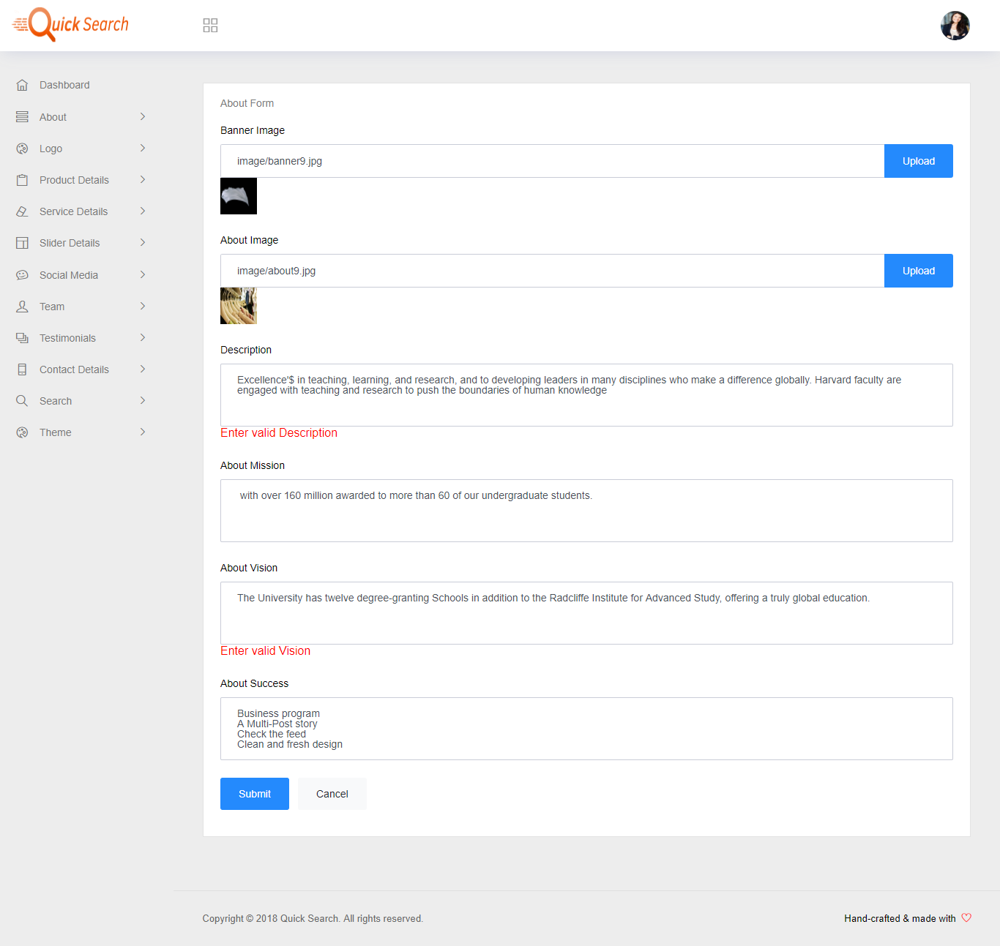 Quick Search
Dashboard
About
Logo
Product Details
Service Details
Slider Details
Social Media
Team
Testimonials
Contact Details
Search
Theme
About Form
Banner Image
image/banner9.jpg
Upload
About Image
image/about9.jpg
Upload
Description
Excellence'$ in teaching, learning, and research, and to developing leaders in many disciplines who make a difference globally. Harvard faculty are
engaged with teaching and research to push the boundaries of human knowledge
Enter valid Description
About Mission
with over 160 million awarded to more than 60 of our undergraduate students.
About Vision
The University has twelve degree-granting Schools in addition to the Radcliffe Institute for Advanced Study, offering a truly global education.
Enter valid Vision
About Success
Business program
A Multi-Post story
Check the feed
Clean and fresh design
Submit
Cancel
Copyright © 2018 Quick Search. All rights reserved.
Hand-crafted & made with